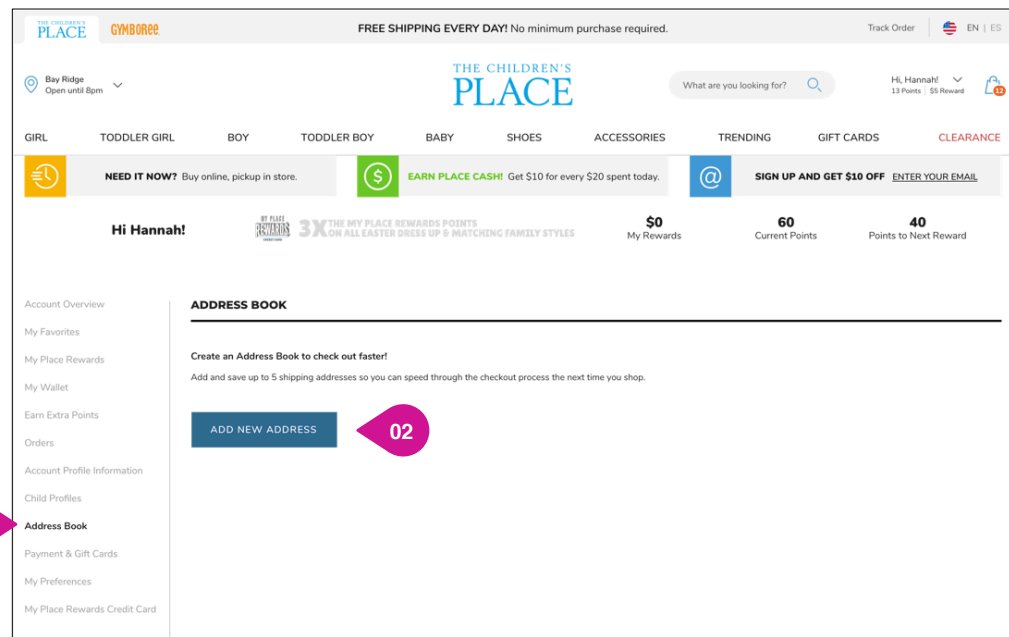 THE CHILDREN'S
PLACE
GYMBOREE
FREE SHIPPING EVERY DAY! No minimum purchase required.
Track Order
EN | ES
Bay Ridge
Open until 8pm
THE CHILDREN'S
PLACE
What are you looking for?
Hi, Hannah!
13 Points | $5 Reward
12
GIRL TODDLER GIRL BOY TODDLER BOY BABY SHOES ACCESSORIES TRENDING GIFT CARDS CLEARANCE
NEED IT NOW? Buy online, pickup in store.
$
EARN PLACE CASH! Get $10 for every $20 spent today.
@
SIGN UP AND GET $10 OFF ENTER YOUR EMAIL
Hi Hannah!
MY PLACE
REWARDS
3X THE MY PLACE REWARDS POINTS
ON ALL EASTER DRESS UP & MATCHING FAMILY STYLES
$0
My Rewards
60
Current Points
40
Points to Next Reward
Account Overview
My Favorites
My Place Rewards
My Wallet
Earn Extra Points
Orders
Account Profile Information
Child Profiles
Address Book
Payment & Gift Cards
My Preferences
My Place Rewards Credit Card
ADDRESS BOOK
Create an Address Book to check out faster!
Add and save up to 5 shipping addresses so you can speed through the checkout process the next time you shop.
ADD NEW ADDRESS
02